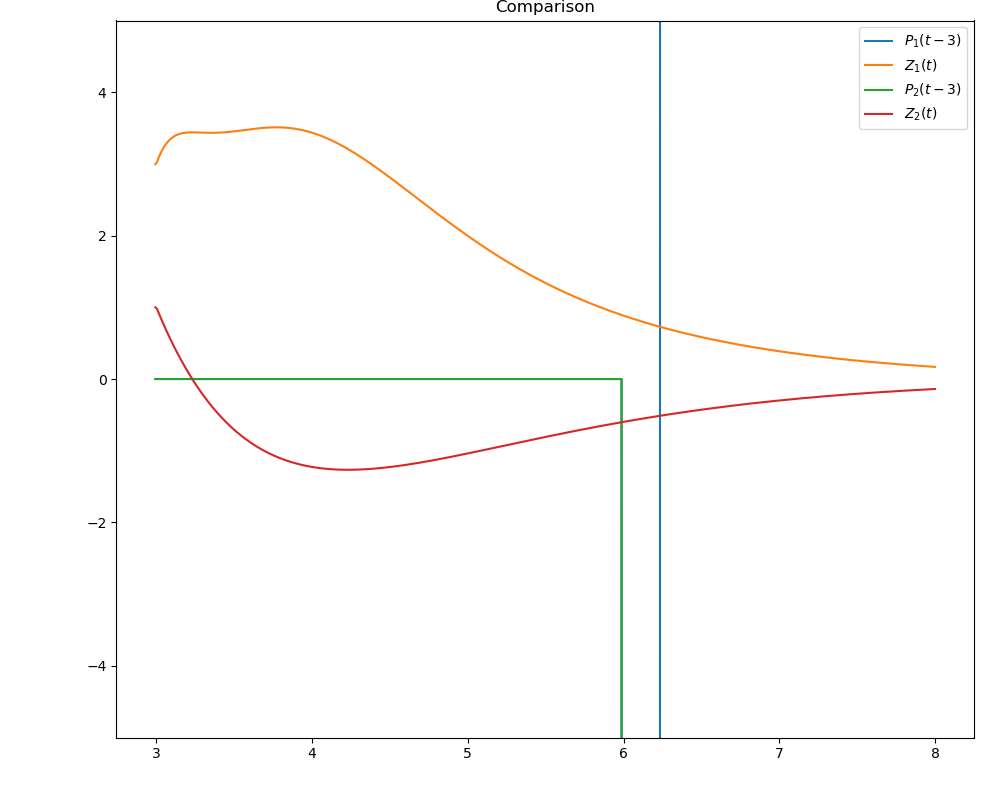 Comparison
P₁(t − 3)
Z₁(t)
P₂(t − 3)
Z₂(t)
4
2
0
−2
−4
3 4 5 6 7 8